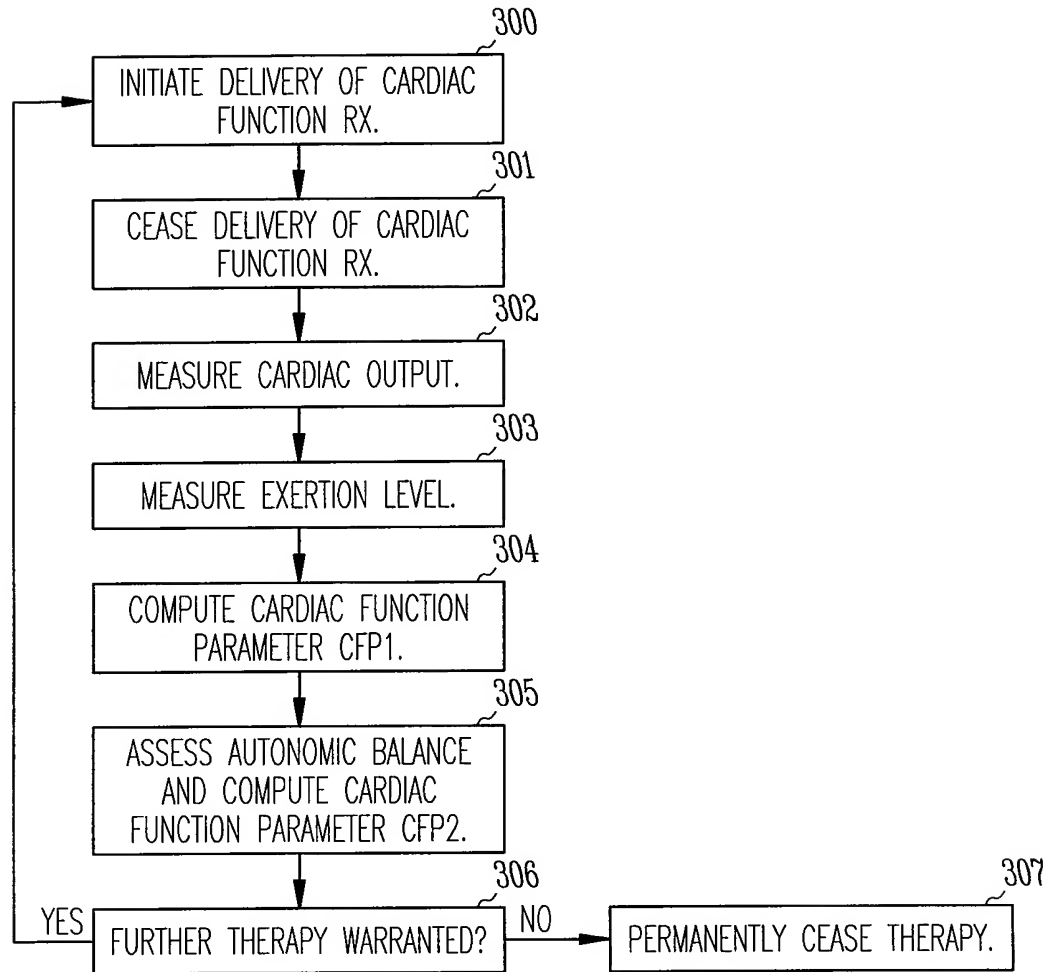 300
INITIATE DELIVERY OF CARDIAC
FUNCTION RX.
301
CEASE DELIVERY OF CARDIAC
FUNCTION RX.
302
MEASURE CARDIAC OUTPUT.
303
MEASURE EXERTION LEVEL.
304
COMPUTE CARDIAC FUNCTION
PARAMETER CFP1.
305
ASSESS AUTONOMIC BALANCE
AND COMPUTE CARDIAC
FUNCTION PARAMETER CFP2.
306
YES
FURTHER THERAPY WARRANTED?
NO
307
PERMANENTLY CEASE THERAPY.